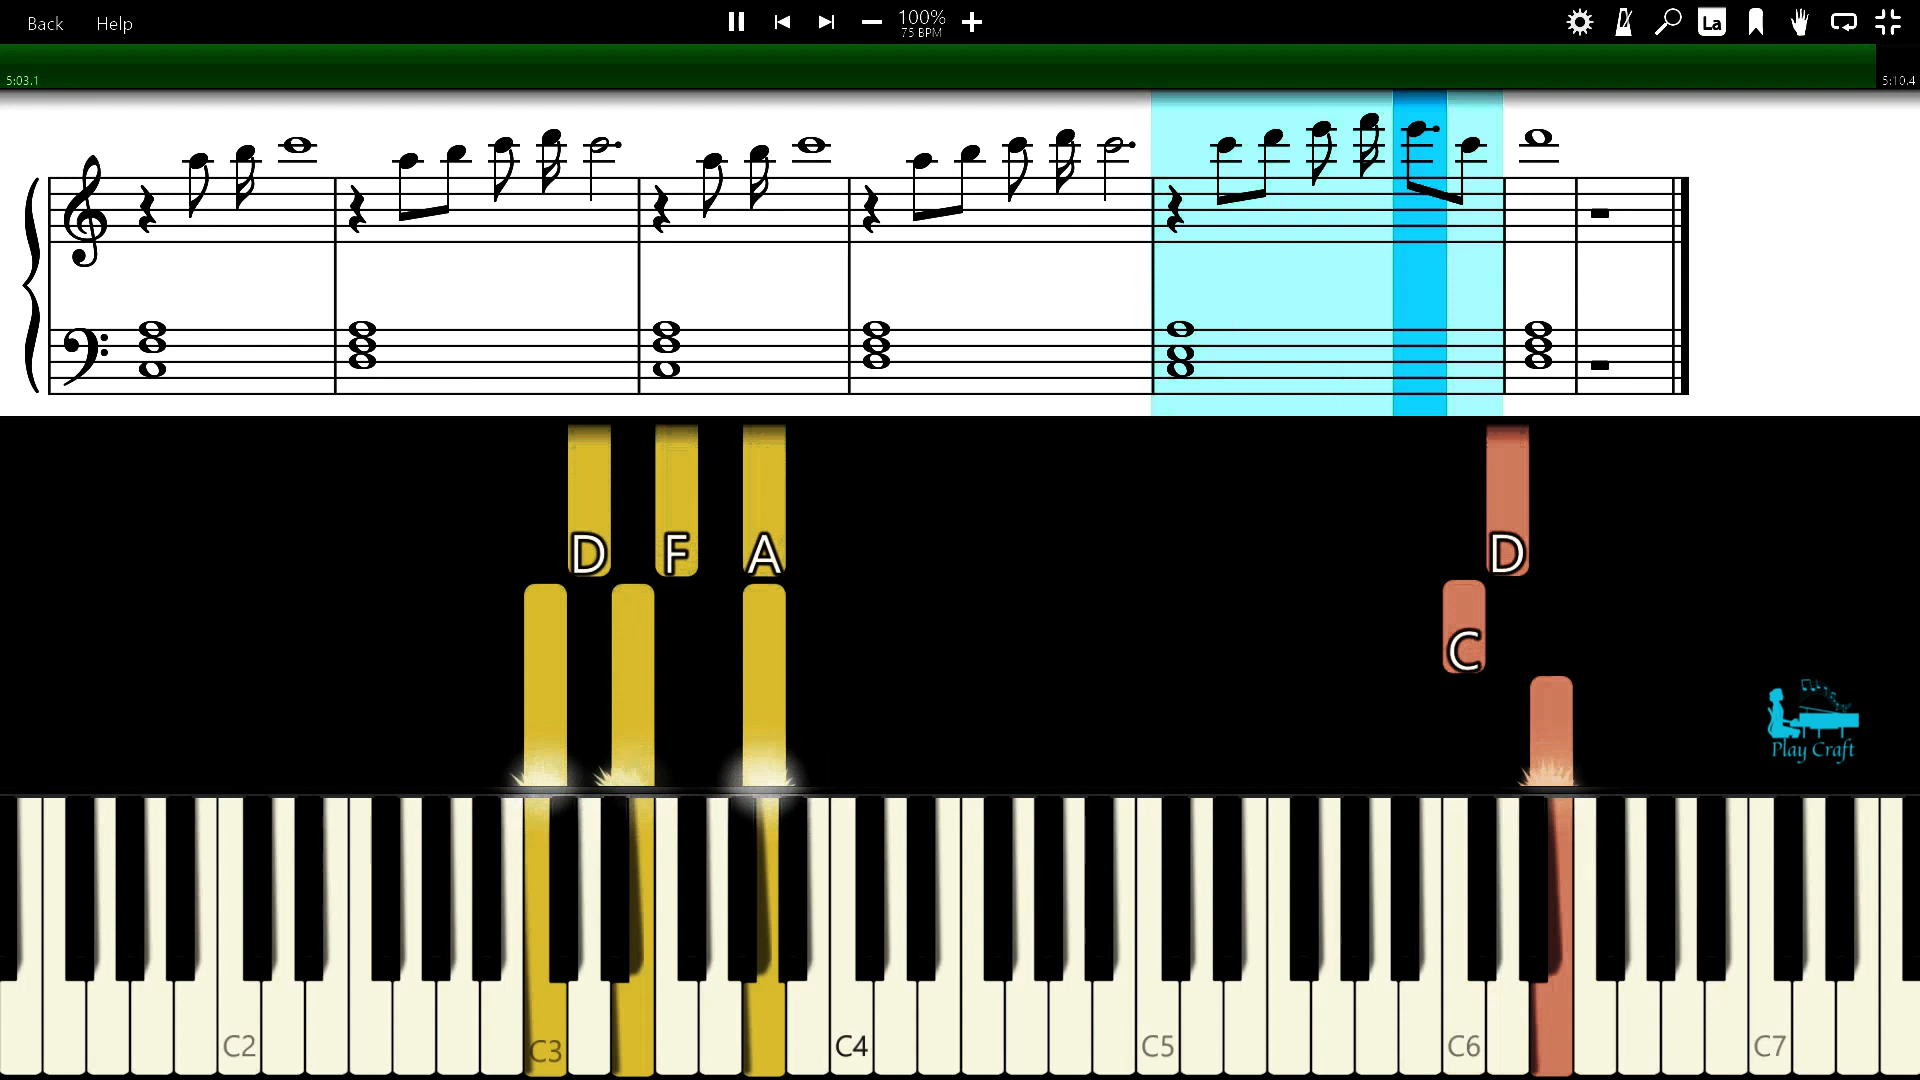 Back Help 100% La
75 BPM
5:03.1 5:10.4
D F A D
C
Play Craft
C2 C3 C4 C5 C6 C7